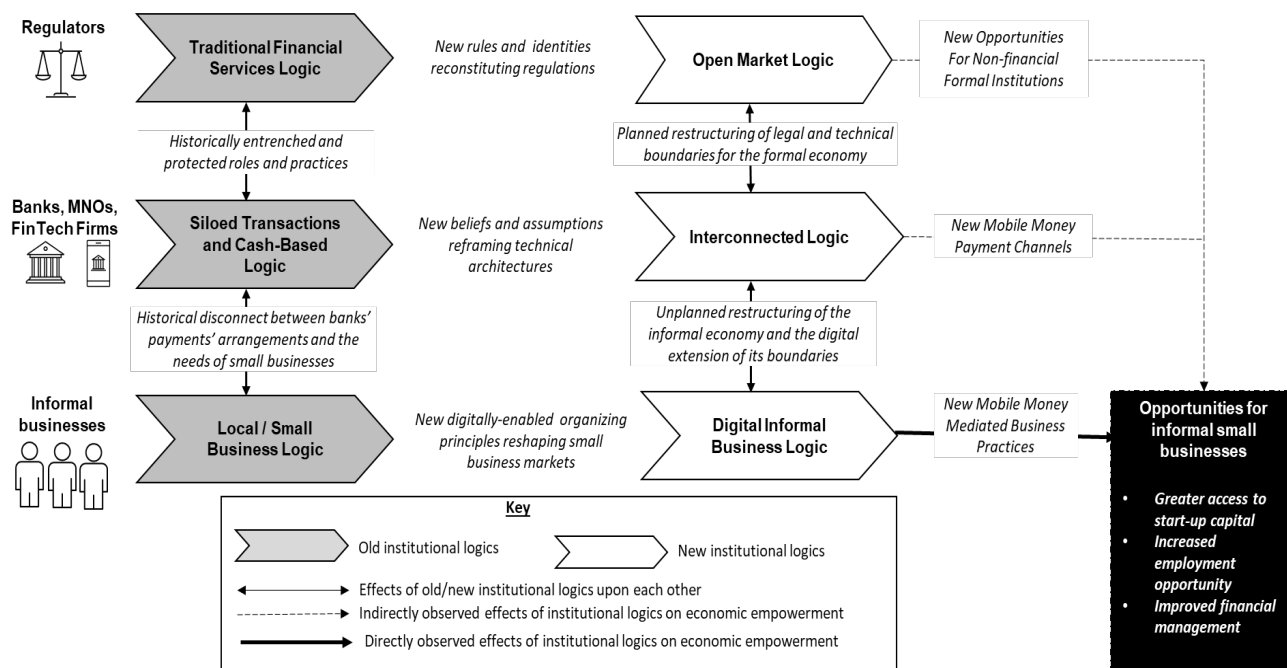 Regulators
Traditional Financial
Services Logic
New rules and identities
reconstituting regulations
Open Market Logic
New Opportunities
For Non-financial
Formal Institutions
Historically entrenched and
protected roles and practices
Planned restructuring of legal and technical
boundaries for the formal economy
Banks, MNOs,
FinTech Firms
Siloed Transactions
and Cash-Based
Logic
New beliefs and assumptions
reframing technical
architectures
Interconnected Logic
New Mobile Money
Payment Channels
Historical disconnect between banks'
payments' arrangements and the
needs of small businesses
Unplanned restructuring of the
informal economy and the digital
extension of its boundaries
Informal
businesses
Local / Small
Business Logic
New digitally-enabled organizing
principles reshaping small
business markets
Digital Informal
Business Logic
New Mobile Money
Mediated Business
Practices
Opportunities for
informal small
businesses
• Greater access to
start-up capital
• Increased
employment
opportunity
• Improved financial
management
Key
Old institutional logics
New institutional logics
Effects of old/new institutional logics upon each other
Indirectly observed effects of institutional logics on economic empowerment
Directly observed effects of institutional logics on economic empowerment